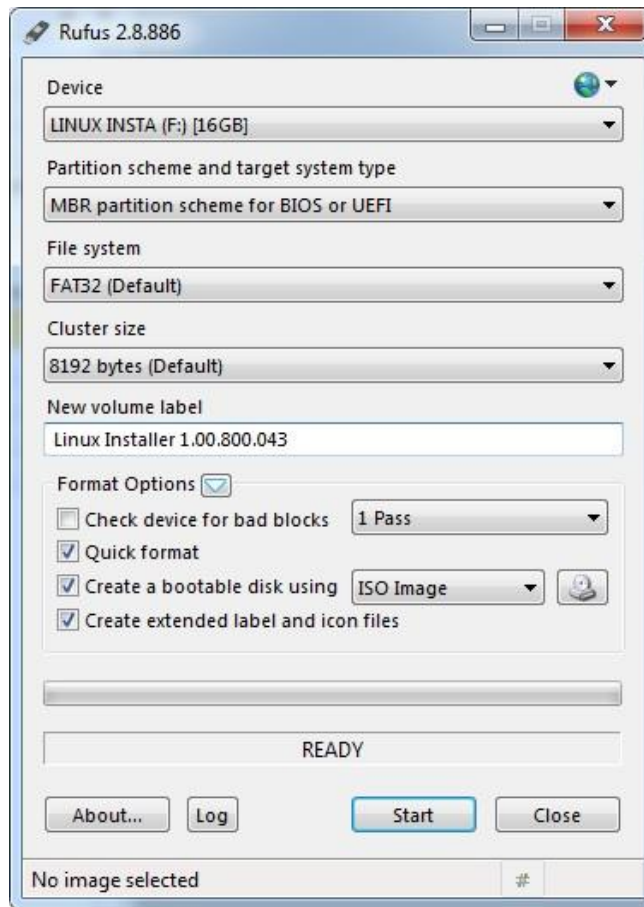 Rufus 2.8.886
Device
LINUX INSTA (F:) [16GB]
Partition scheme and target system type
MBR partition scheme for BIOS or UEFI
File system
FAT32 (Default)
Cluster size
8192 bytes (Default)
New volume label
Linux Installer 1.00.800.043
Format Options
Check device for bad blocks 1 Pass
Quick format
Create a bootable disk using ISO Image
Create extended label and icon files
READY
About... Log Start Close
No image selected #